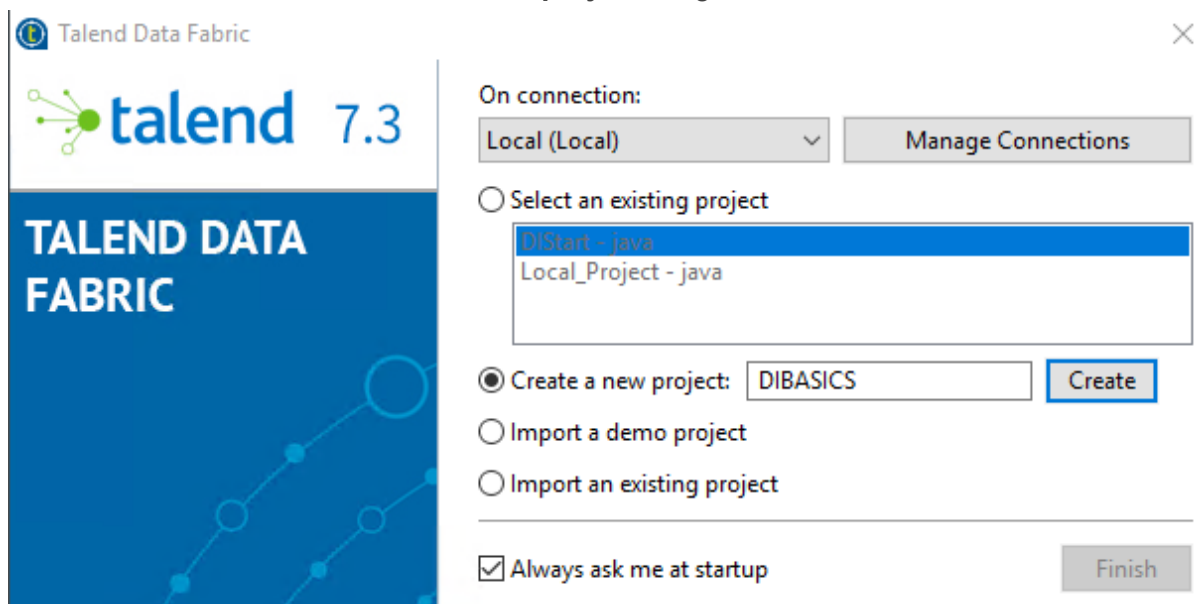 Talend Data Fabric
talend 7.3
TALEND DATA
FABRIC
On connection:
Local (Local)
Manage Connections
Select an existing project
DIStart - java
Local_Project - java
Create a new project:
DIBASICS
Create
Import a demo project
Import an existing project
Always ask me at startup
Finish